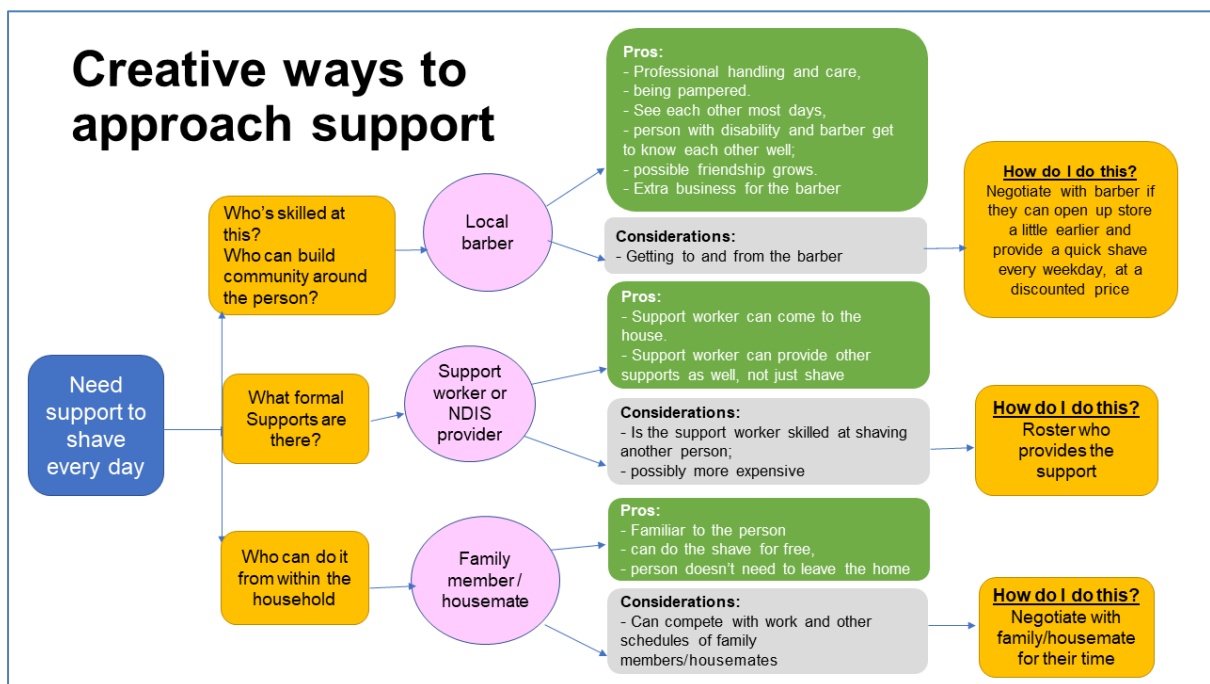 Creative ways to
approach support
Need
support to
shave
every day
Who's skilled at
this?
Who can build
community around
the person?
Local
barber
Pros:
- Professional handling and care,
- being pampered.
- See each other most days,
- person with disability and barber get
to know each other well;
- possible friendship grows.
- Extra business for the barber
Considerations:
- Getting to and from the barber
How do I do this?
Negotiate with barber if
they can open up store
a little earlier and
provide a quick shave
every weekday, at a
discounted price
What formal
Supports are
there?
Support
worker or
NDIS
provider
Pros:
- Support worker can come to the
house.
- Support worker can provide other
supports as well, not just shave
Considerations:
- Is the support worker skilled at shaving
another person;
- possibly more expensive
How do I do this?
Roster who
provides the
support
Who can do it
from within the
household
Family
member /
housemate
Pros:
- Familiar to the person
- can do the shave for free,
- person doesn't need to leave the home
Considerations:
- Can compete with work and other
schedules of family
members/housemates
How do I do this?
Negotiate with
family/housemate
for their time